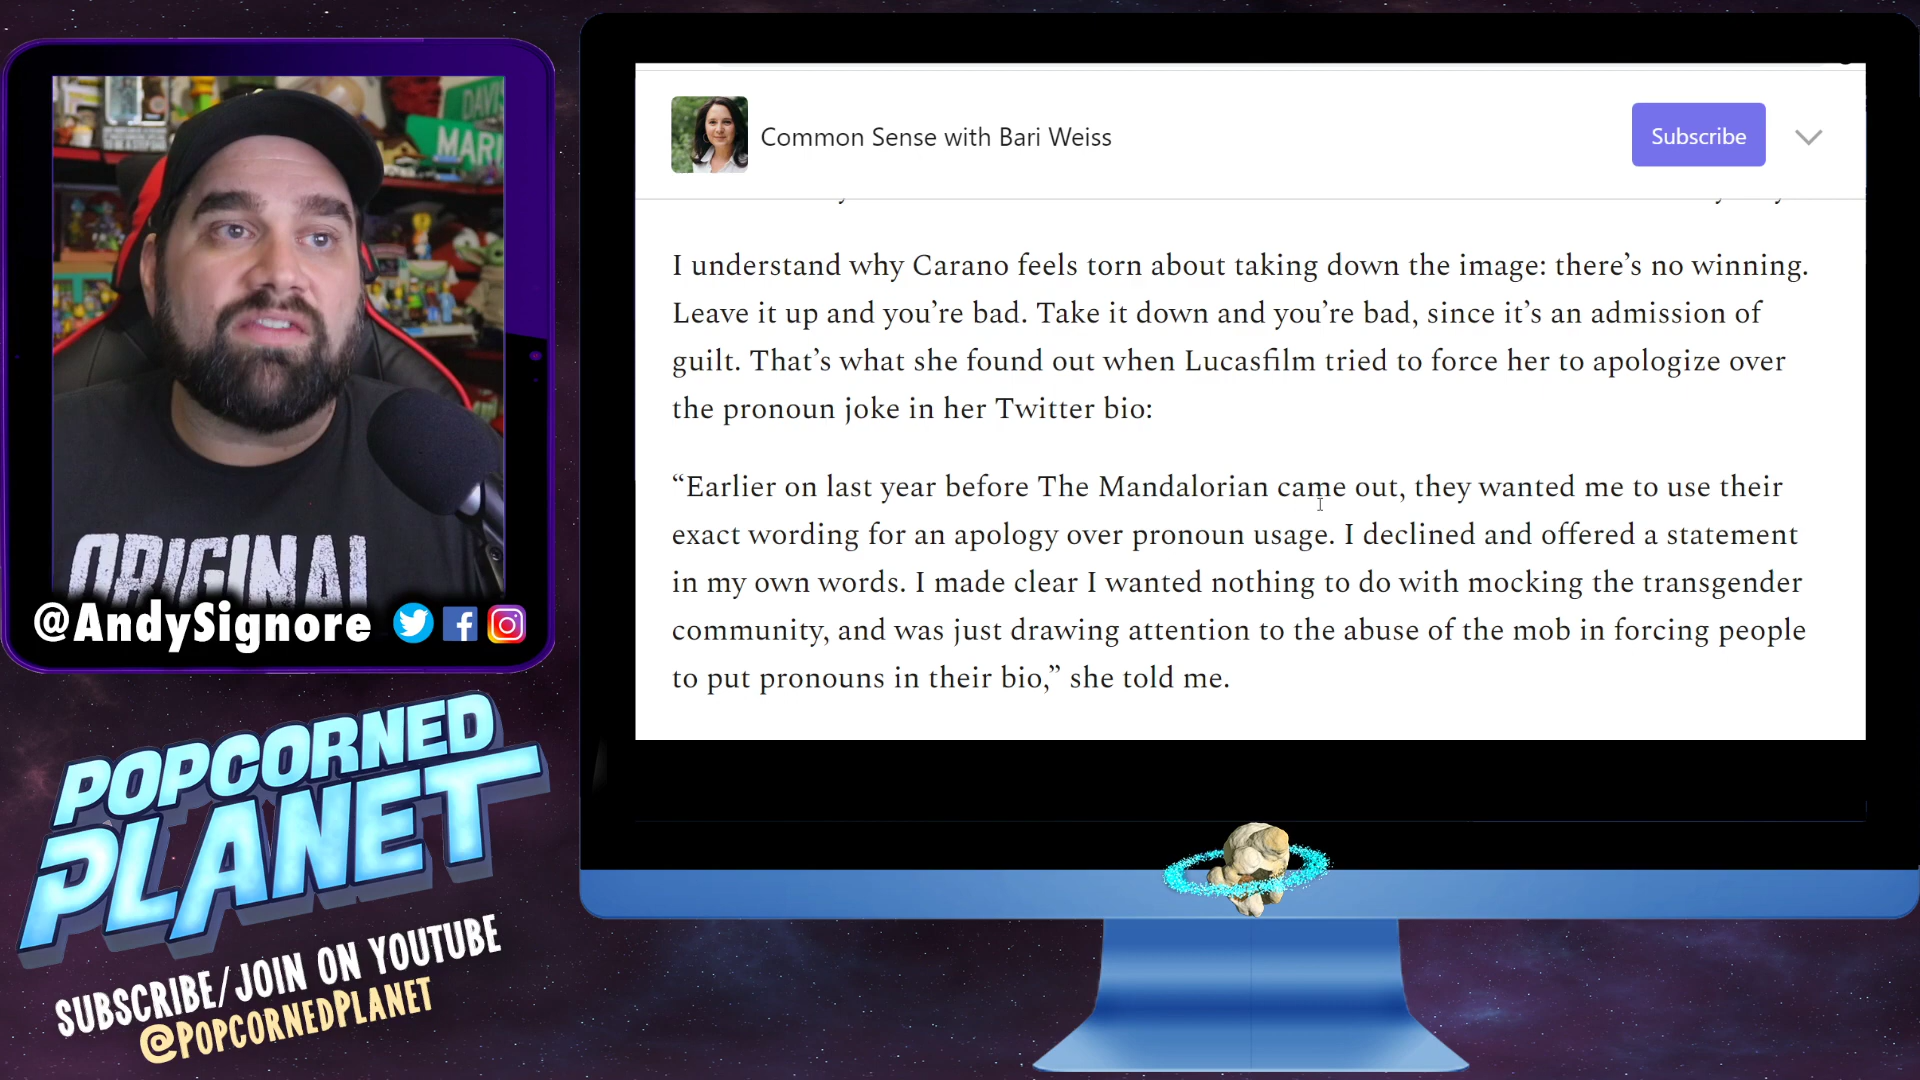 DAVIS
MARI
ORIGINAL
@AndySignore
POPCORNED
PLANET
SUBSCRIBE/JOIN ON YOUTUBE
@POPCORNEDPLANET
Common Sense with Bari Weiss
Subscribe
I understand why Carano feels torn about taking down the image: there’s no winning.
Leave it up and you’re bad. Take it down and you’re bad, since it’s an admission of
guilt. That’s what she found out when Lucasfilm tried to force her to apologize over
the pronoun joke in her Twitter bio:
“Earlier on last year before The Mandalorian came out, they wanted me to use their
exact wording for an apology over pronoun usage. I declined and offered a statement
in my own words. I made clear I wanted nothing to do with mocking the transgender
community, and was just drawing attention to the abuse of the mob in forcing people
to put pronouns in their bio,” she told me.